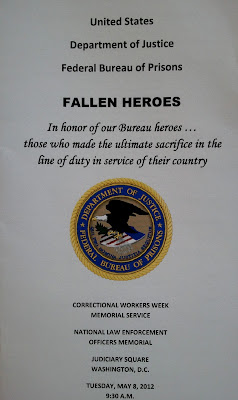 United States
Department of Justice
Federal Bureau of Prisons
FALLEN HEROES
In honor of our Bureau heroes ...
those who made the ultimate sacrifice in the
line of duty in service of their country
DEPARTMENT OF JUSTICE
FEDERAL BUREAU OF PRISONS
CORRECTIONAL WORKERS WEEK
MEMORIAL SERVICE
NATIONAL LAW ENFORCEMENT
OFFICERS MEMORIAL
JUDICIARY SQUARE
WASHINGTON, D.C.
TUESDAY, MAY 8, 2012
9:30 A.M.